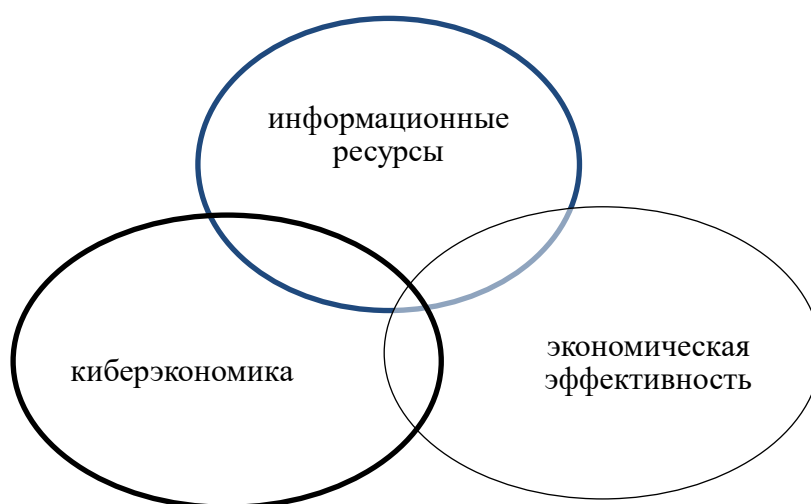 информационные
ресурсы
киберэкономика
экономическая
эффективность